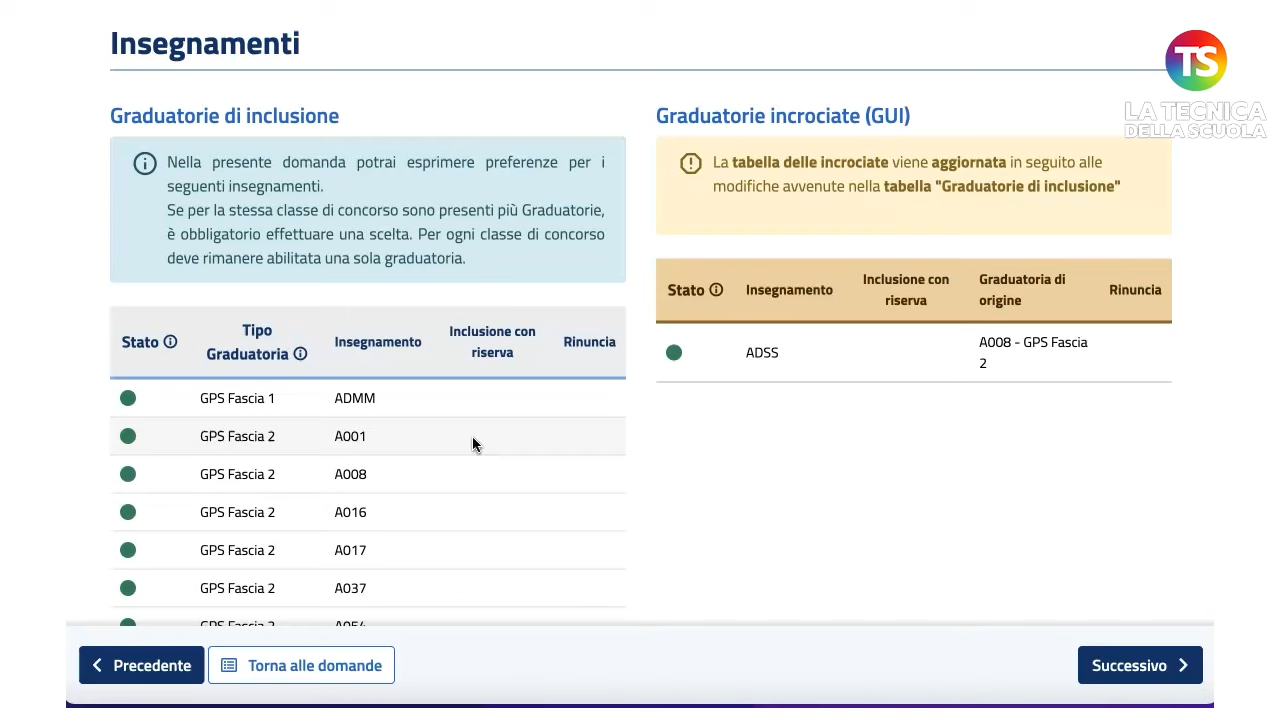 Insegnamenti
TS
LA TECNICA
DELLA SCUOLA
Graduatorie di inclusione
Nella presente domanda potrai esprimere preferenze per i
seguenti insegnamenti.
Se per la stessa classe di concorso sono presenti più Graduatorie,
è obbligatorio effettuare una scelta. Per ogni classe di concorso
deve rimanere abilitata una sola graduatoria.
Stato Tipo Graduatoria Insegnamento Inclusione con riserva Rinuncia
GPS Fascia 1 ADMM
GPS Fascia 2 A001
GPS Fascia 2 A008
GPS Fascia 2 A016
GPS Fascia 2 A017
GPS Fascia 2 A037
GPS Fascia 2 A054
Graduatorie incrociate (GUI)
La tabella delle incrociate viene aggiornata in seguito alle
modifiche avvenute nella tabella "Graduatorie di inclusione"
Stato Insegnamento Inclusione con riserva Graduatoria di origine Rinuncia
ADSS A008 - GPS Fascia 2
Precedente
Torna alle domande
Successivo